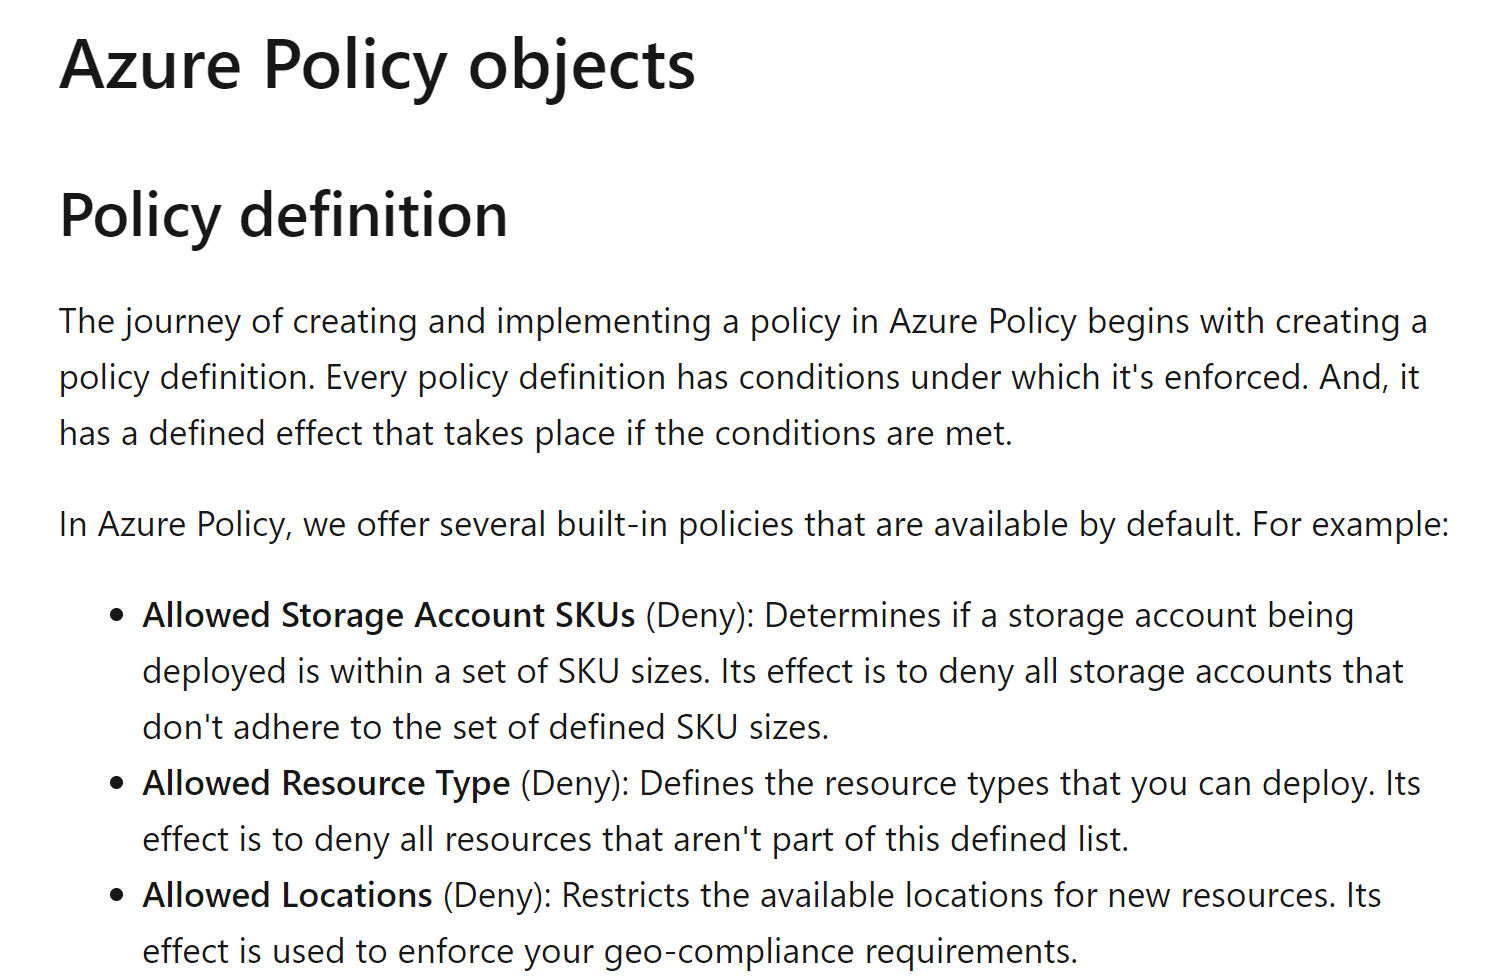 Azure Policy objects
Policy definition
The journey of creating and implementing a policy in Azure Policy begins with creating a
policy definition. Every policy definition has conditions under which it's enforced. And, it
has a defined effect that takes place if the conditions are met.
In Azure Policy, we offer several built-in policies that are available by default. For example:
• Allowed Storage Account SKUs (Deny): Determines if a storage account being
deployed is within a set of SKU sizes. Its effect is to deny all storage accounts that
don't adhere to the set of defined SKU sizes.
• Allowed Resource Type (Deny): Defines the resource types that you can deploy. Its
effect is to deny all resources that aren't part of this defined list.
• Allowed Locations (Deny): Restricts the available locations for new resources. Its
effect is used to enforce your geo-compliance requirements.